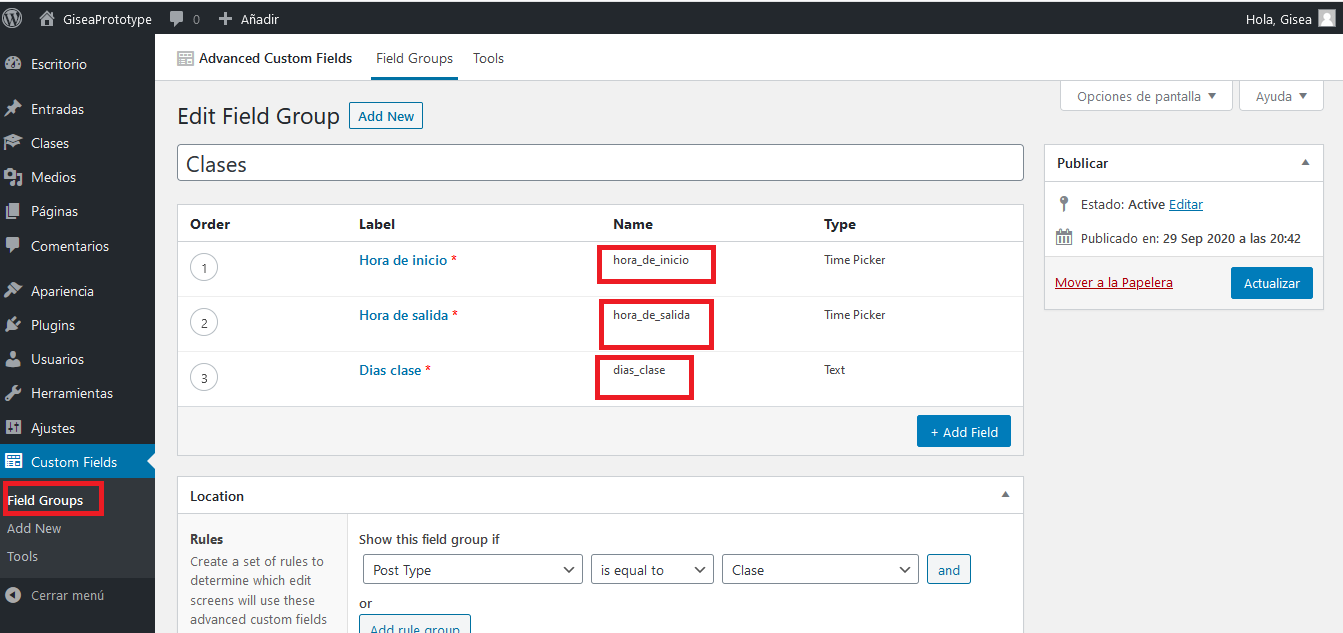 GiseaPrototype 0 + Añadir Hola, Gisea
Escritorio
Entradas
Clases
Medios
Páginas
Comentarios
Apariencia
Plugins
Usuarios
Herramientas
Ajustes
Custom Fields
Field Groups
Add New
Tools
Cerrar menú
Advanced Custom Fields Field Groups Tools
Opciones de pantalla Ayuda
Edit Field Group Add New
Clases
Order Label Name Type
1 Hora de inicio * hora_de_inicio Time Picker
2 Hora de salida * hora_de_salida Time Picker
3 Dias clase * dias_clase Text
+ Add Field
Location
Rules
Create a set of rules to
determine which edit
screens will use these
advanced custom fields
Show this field group if
Post Type is equal to Clase and
or
Add rule group
Publicar
Estado: Active Editar
Publicado en: 29 Sep 2020 a las 20:42
Mover a la Papelera Actualizar